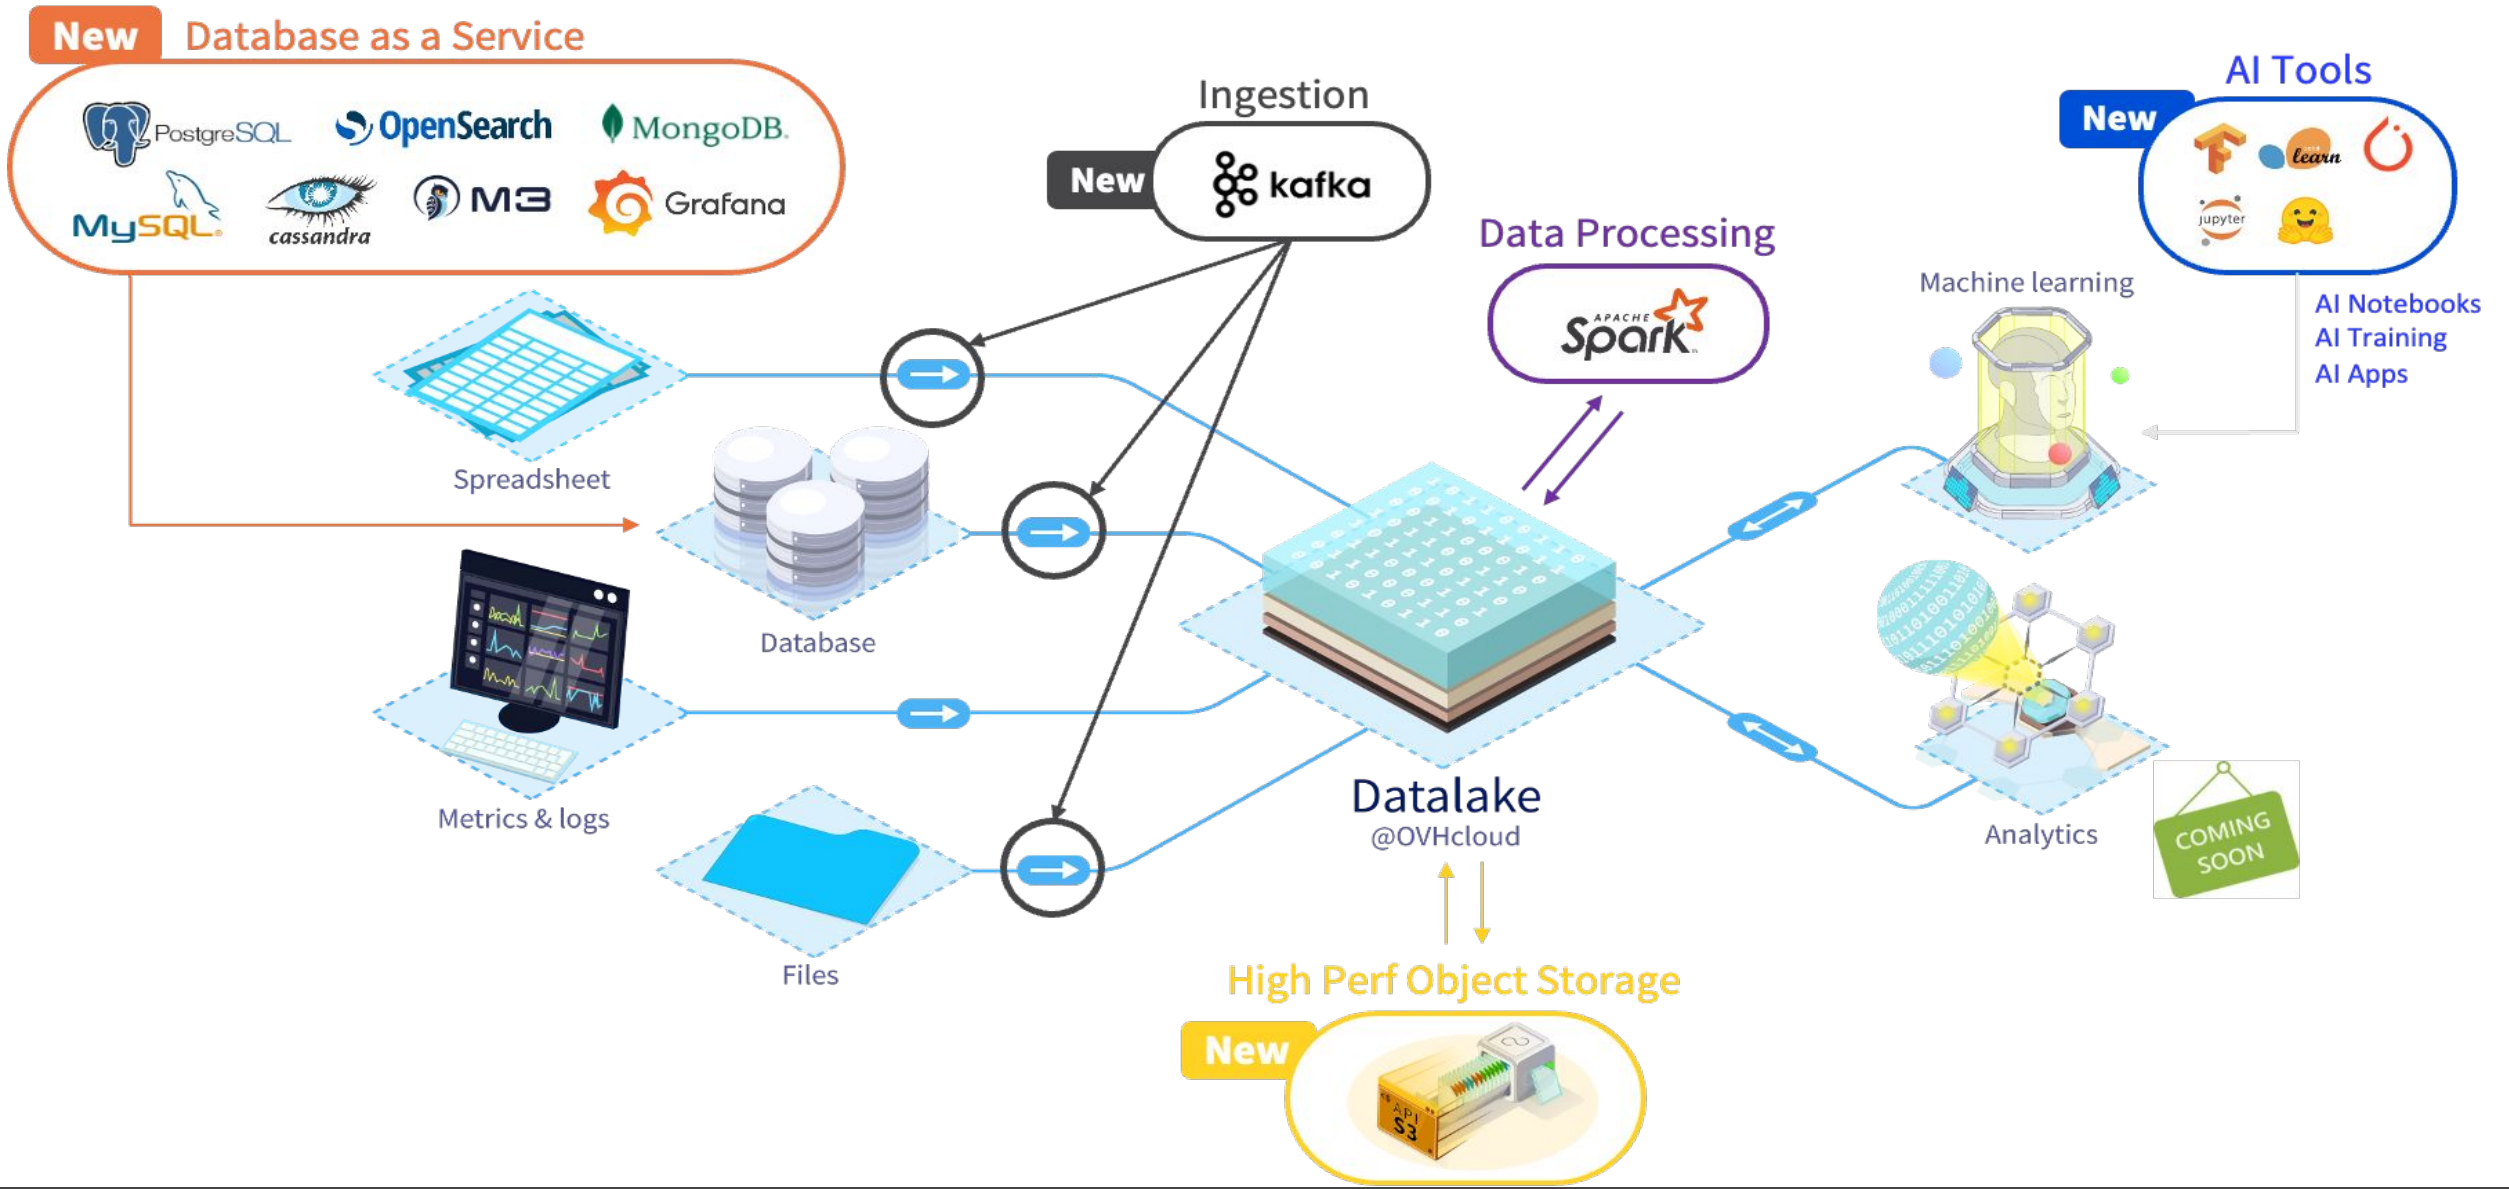 New
Database as a Service
PostgreSQL
OpenSearch
MongoDB.
MySQL
cassandra
M3
Grafana
Ingestion
New
kafka
Data Processing
APACHE
Spark
AI Tools
New
learn
jupyter
Machine learning
AI Notebooks
AI Training
AI Apps
Spreadsheet
Database
Metrics & logs
Files
Datalake
@OVHcloud
Analytics
COMING
SOON
High Perf Object Storage
New
API
S3